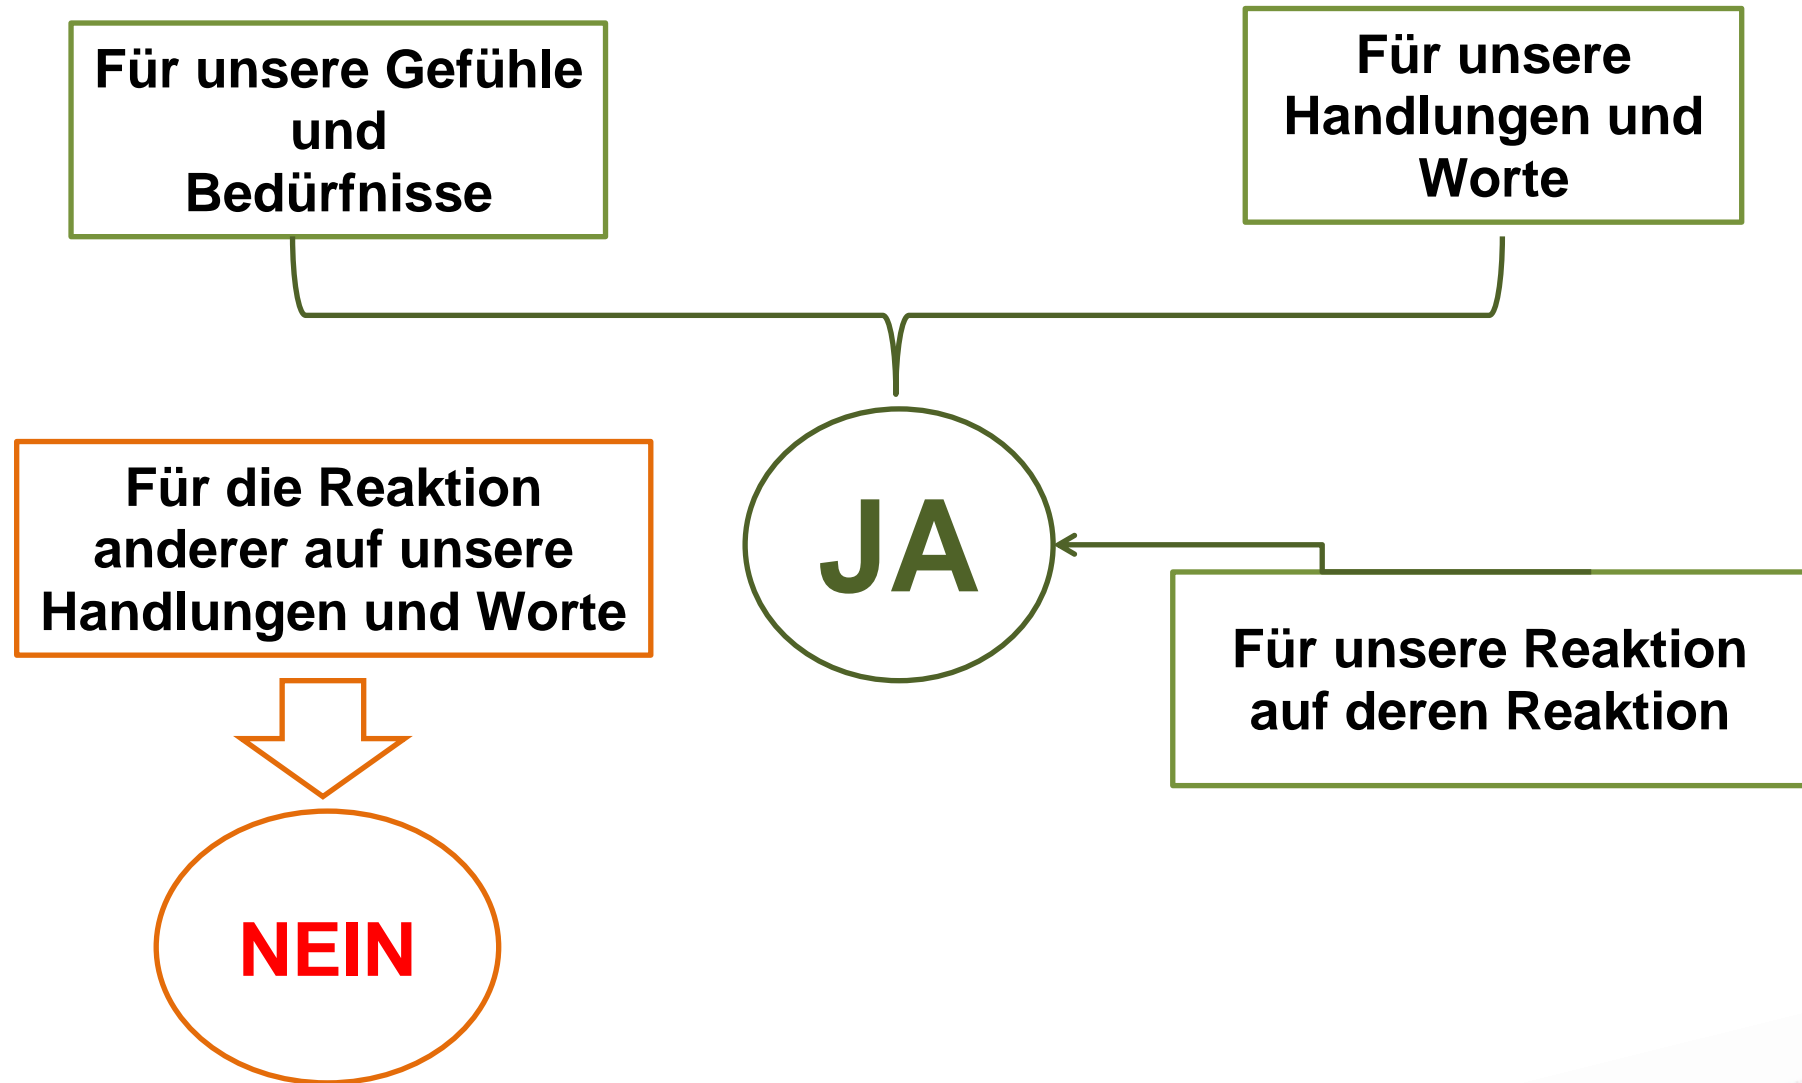 Für unsere Gefühle
und
Bedürfnisse
Für unsere
Handlungen und
Worte
Für die Reaktion
anderer auf unsere
Handlungen und Worte
JA
Für unsere Reaktion
auf deren Reaktion
NEIN